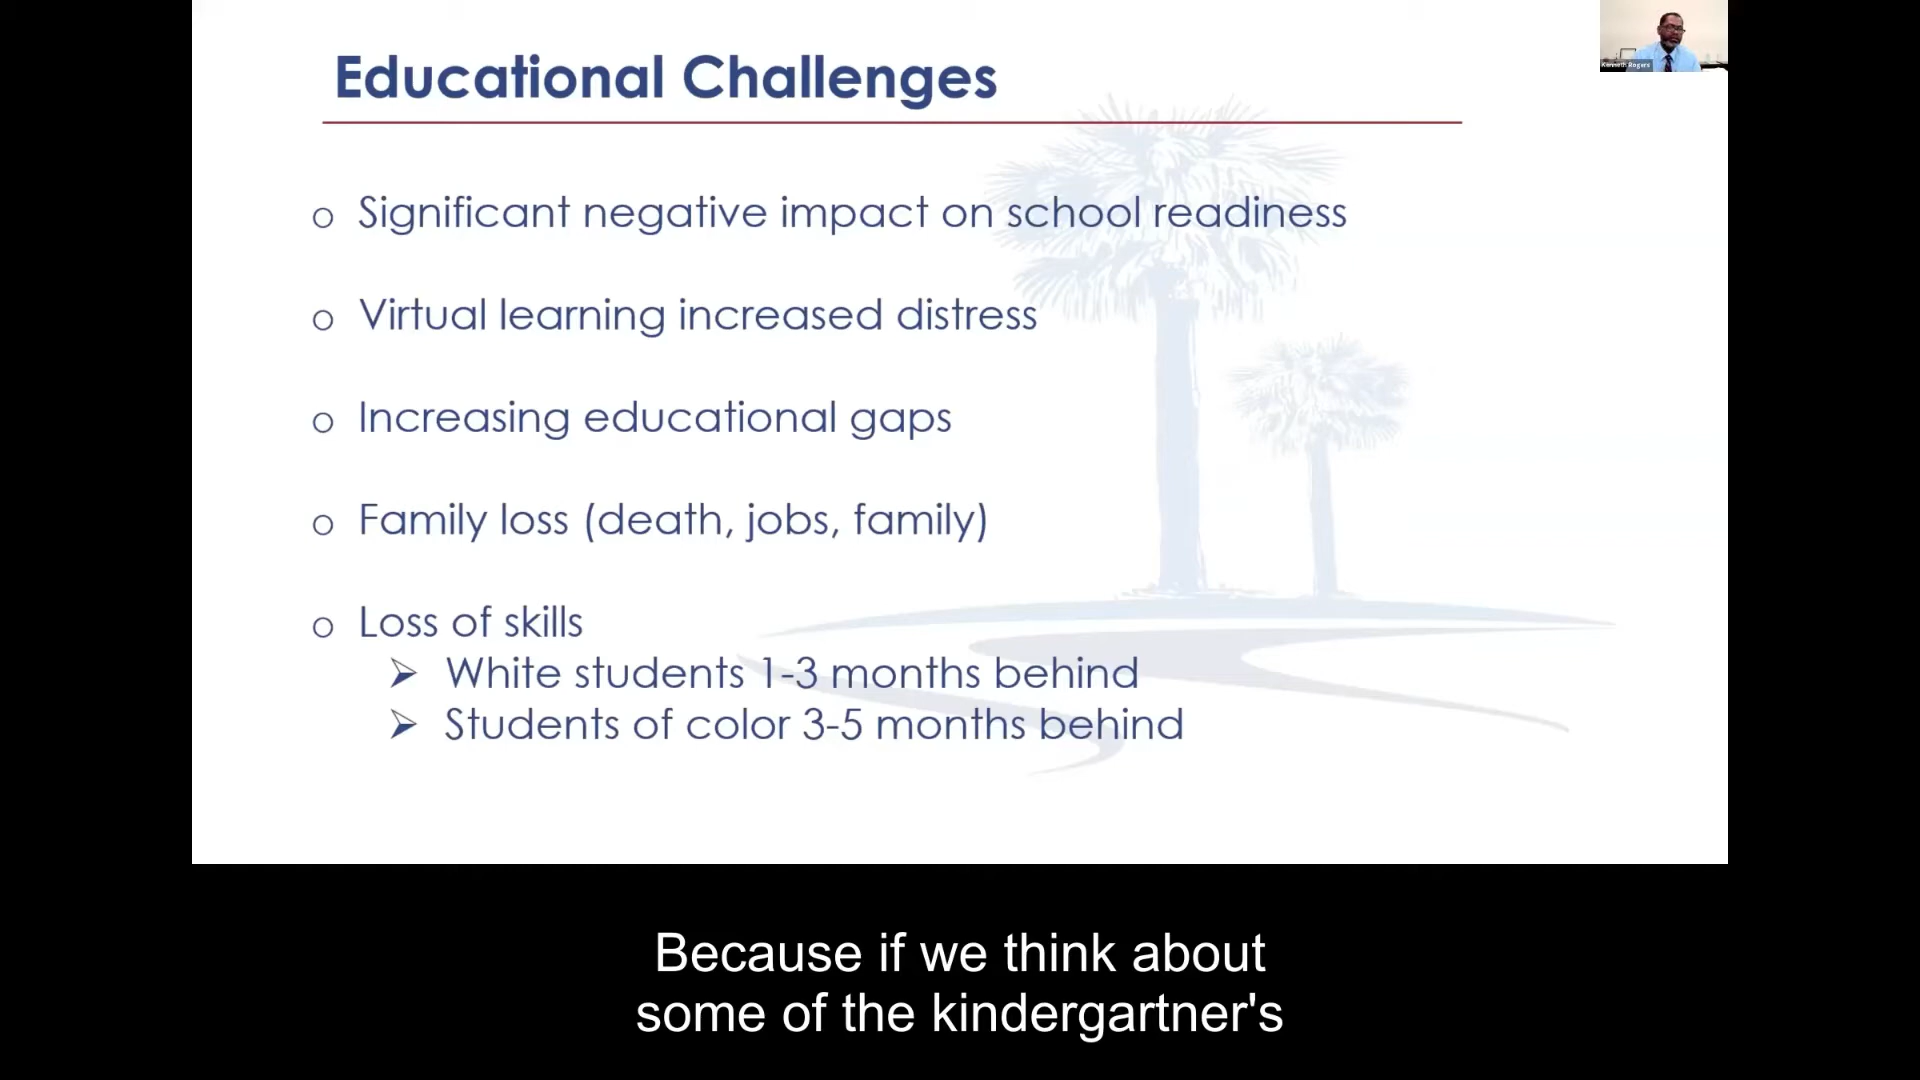 Educational Challenges
Kenneth Rogers
o Significant negative impact on school readiness
o Virtual learning increased distress
o Increasing educational gaps
o Family loss (death, jobs, family)
o Loss of skills
➢ White students 1-3 months behind
➢ Students of color 3-5 months behind
Because if we think about
some of the kindergartner's